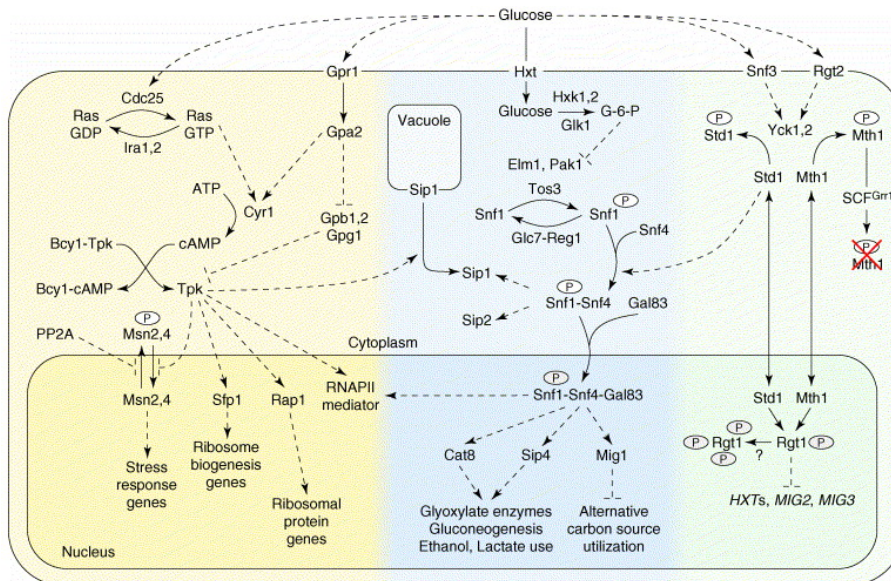 Glucose
Gpr1
Hxt
Snf3
Rgt2
Cdc25
Ras
GDP
Ras
GTP
Ira1,2
Gpa2
Vacuole
Glucose
Hxk1,2
Glk1
G-6-P
Yck1,2
P
Std1
P
Mth1
ATP
Cyr1
Gpb1,2
Gpg1
Elm1, Pak1
Sip1
Tos3
Snf1
P
Snf1
Glc7-Reg1
Snf4
Std1
Mth1
SCFGrr1
P
Mth1
Bcy1-Tpk
cAMP
Bcy1-cAMP
Tpk
Sip1
P
Snf1-Snf4
Gal83
Sip2
PP2A
P
Msn2,4
Cytoplasm
Msn2,4
Sfp1
Rap1
RNAPII
mediator
P
Snf1-Snf4-Gal83
Std1
Mth1
Stress
response
genes
Ribosome
biogenesis
genes
Ribosomal
protein
genes
Cat8
Sip4
Mig1
P
P
Rgt1
P
?
Rgt1
P
HXTs, MIG2, MIG3
Glyoxylate enzymes
Gluconeogenesis
Ethanol, Lactate use
Alternative
carbon source
utilization
Nucleus